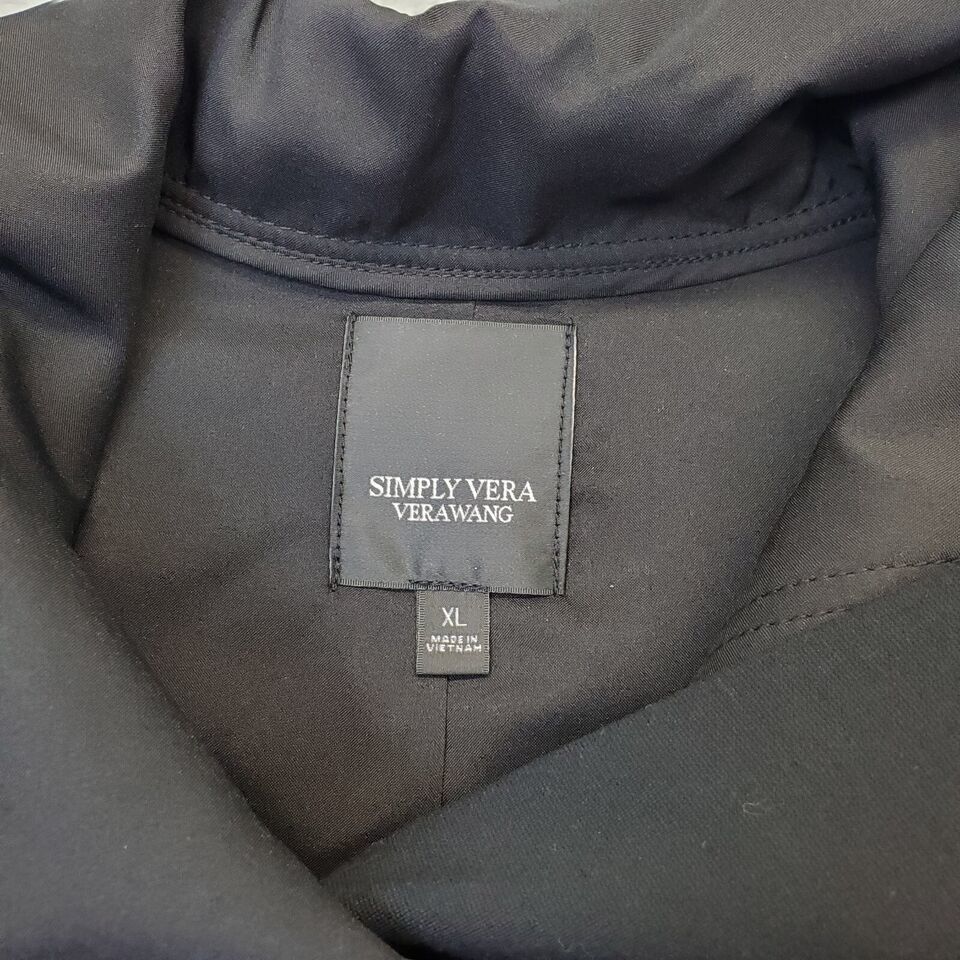 SIMPLY VERA
VERAWANG
XL
MADE IN
VIETNAM